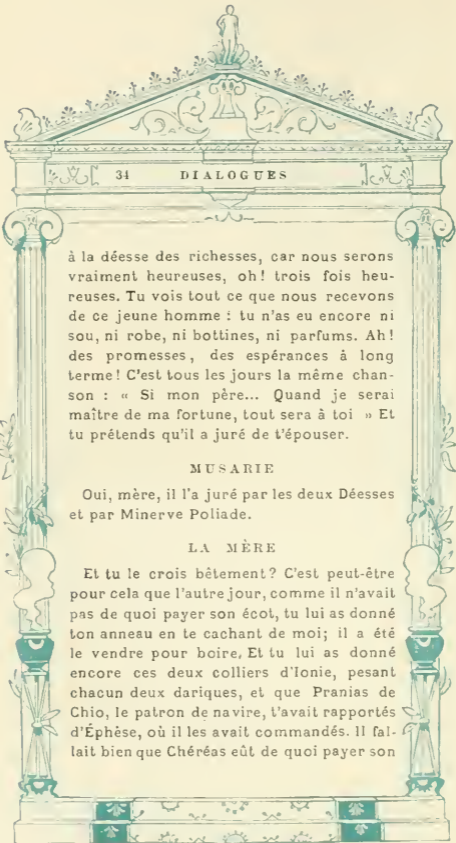 34 DIALOGUES
à la déesse des richesses, car nous serons
vraiment heureuses, oh! trois fois heu-
reuses. Tu vois tout ce que nous recevons
de ce jeune homme : tu n'as eu encore ni
sou, ni robe, ni bottines, ni parfums. Ah!
des promesses, des espérances à long
terme! C'est tous les jours la même chan-
son : « Si mon père... Quand je serai
maître de ma fortune, tout sera à toi » Et
tu prétends qu'il a juré de t'épouser.
MUSARIE
Oui, mère, il l'a juré par les deux Déesses
et par Minerve Poliade.
LA MÈRE
Et tu le crois bêtement? C'est peut-être
pour cela que l'autre jour, comme il n'avait
pas de quoi payer son écot, tu lui as donné
ton anneau en te cachant de moi; il a été
le vendre pour boire, Et tu lui as donné
encore ces deux colliers d'Ionie, pesant
chacun deux dariques, et que Pranias de
Chio, le patron de navire, t'avait rapportés
d'Éphèse, où il les avait commandés. Il fal-
lait bien que Chéréas eût de quoi payer son